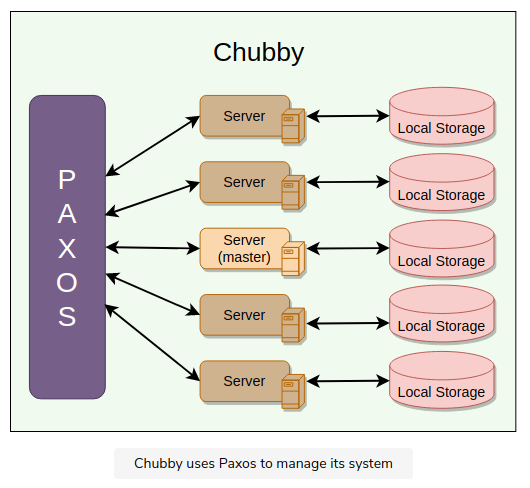 Chubby
PAXOS
Server
Local Storage
Server
Local Storage
Server
(master)
Local Storage
Server
Local Storage
Server
Local Storage
Chubby uses Paxos to manage its system